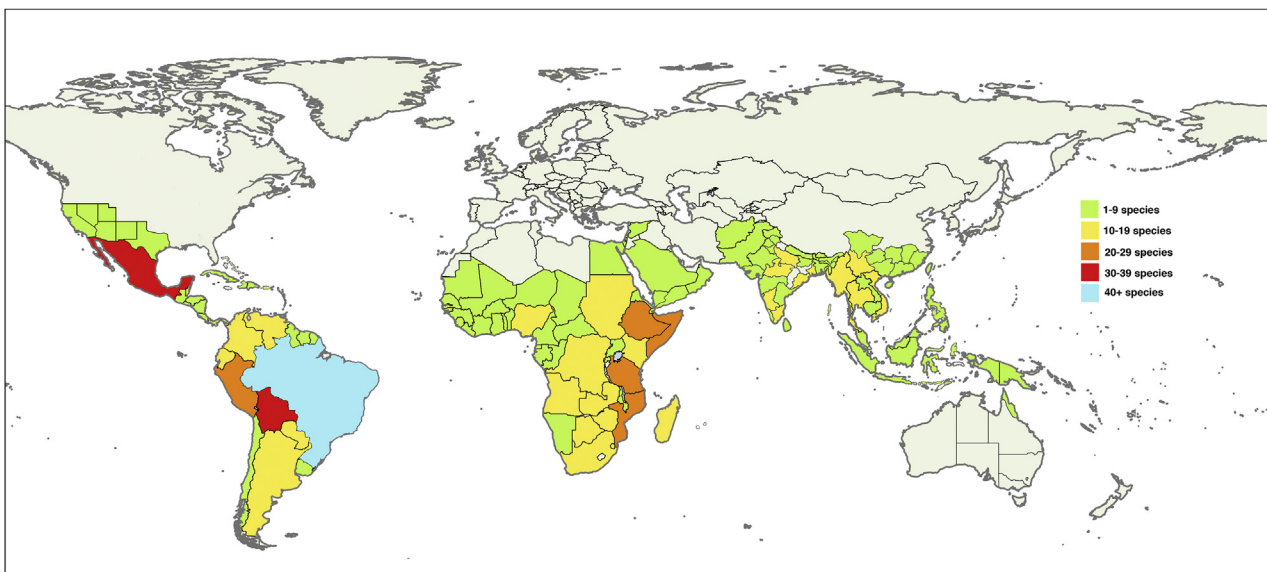 1-9 species
10-19 species
20-29 species
30-39 species
40+ species